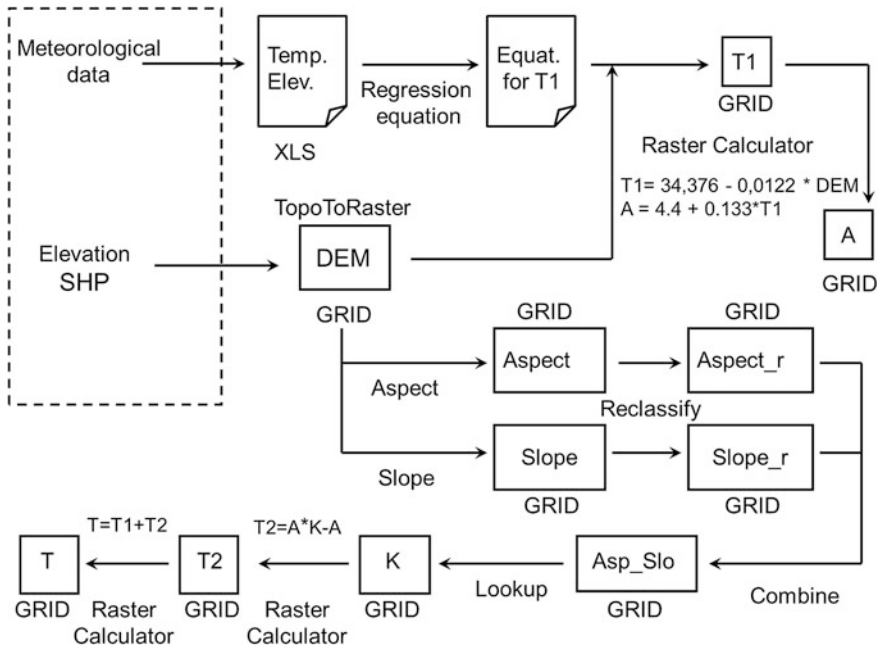 Meteorological
data
Temp.
Elev.
XLS
Regression
equation
Equat.
for T1
T1
GRID
Raster Calculator
T1= 34,376 - 0,0122 * DEM
A = 4.4 + 0.133*T1
A
GRID
Elevation
SHP
TopoToRaster
DEM
GRID
GRID
Aspect
Aspect
GRID
Aspect_r
Reclassify
Slope
Slope
GRID
Slope_r
GRID
Combine
Asp_Slo
GRID
Lookup
K
GRID
T2=A*K-A
Raster
Calculator
T2
GRID
T=T1+T2
Raster
Calculator
T
GRID